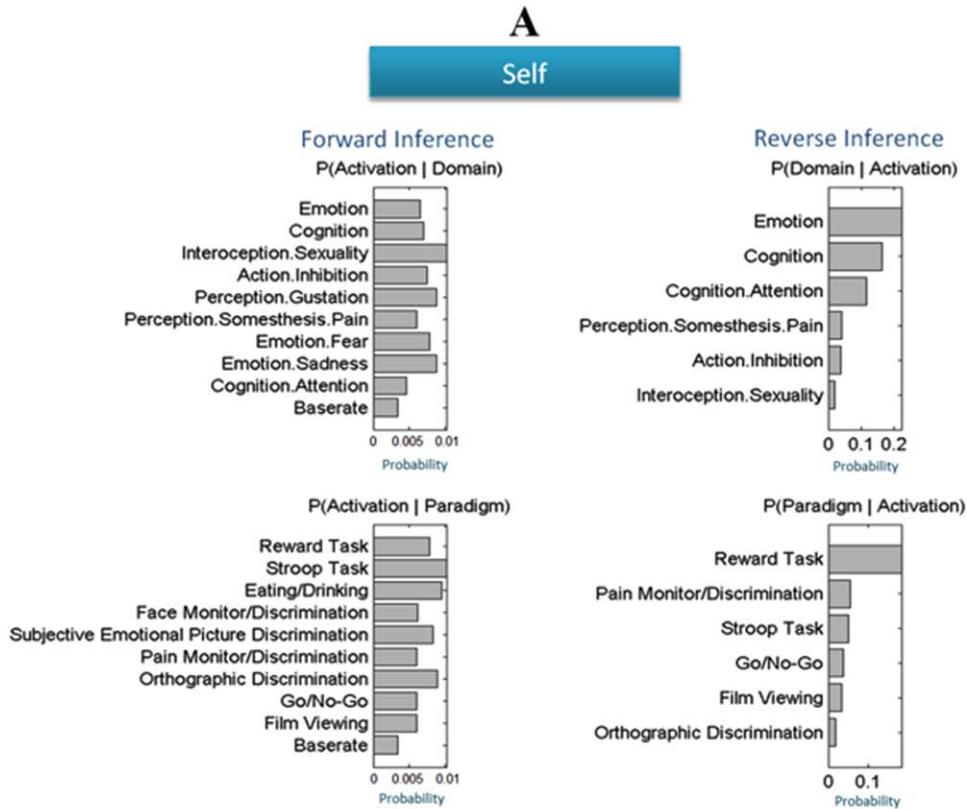 A
Self
Forward Inference
P(Activation | Domain)
Emotion
Cognition
Interoception.Sexuality
Action.Inhibition
Perception.Gustation
Perception.Somesthesis.Pain
Emotion.Fear
Emotion.Sadness
Cognition.Attention
Baserate
0 0.005 0.01
Probability
Reverse Inference
P(Domain | Activation)
Emotion
Cognition
Cognition.Attention
Perception.Somesthesis.Pain
Action.Inhibition
Interoception.Sexuality
0 0.1 0.2
Probability
P(Activation | Paradigm)
Reward Task
Stroop Task
Eating/Drinking
Face Monitor/Discrimination
Subjective Emotional Picture Discrimination
Pain Monitor/Discrimination
Orthographic Discrimination
Go/No-Go
Film Viewing
Baserate
0 0.005 0.01
Probability
P(Paradigm | Activation)
Reward Task
Pain Monitor/Discrimination
Stroop Task
Go/No-Go
Film Viewing
Orthographic Discrimination
0 0.1
Probability